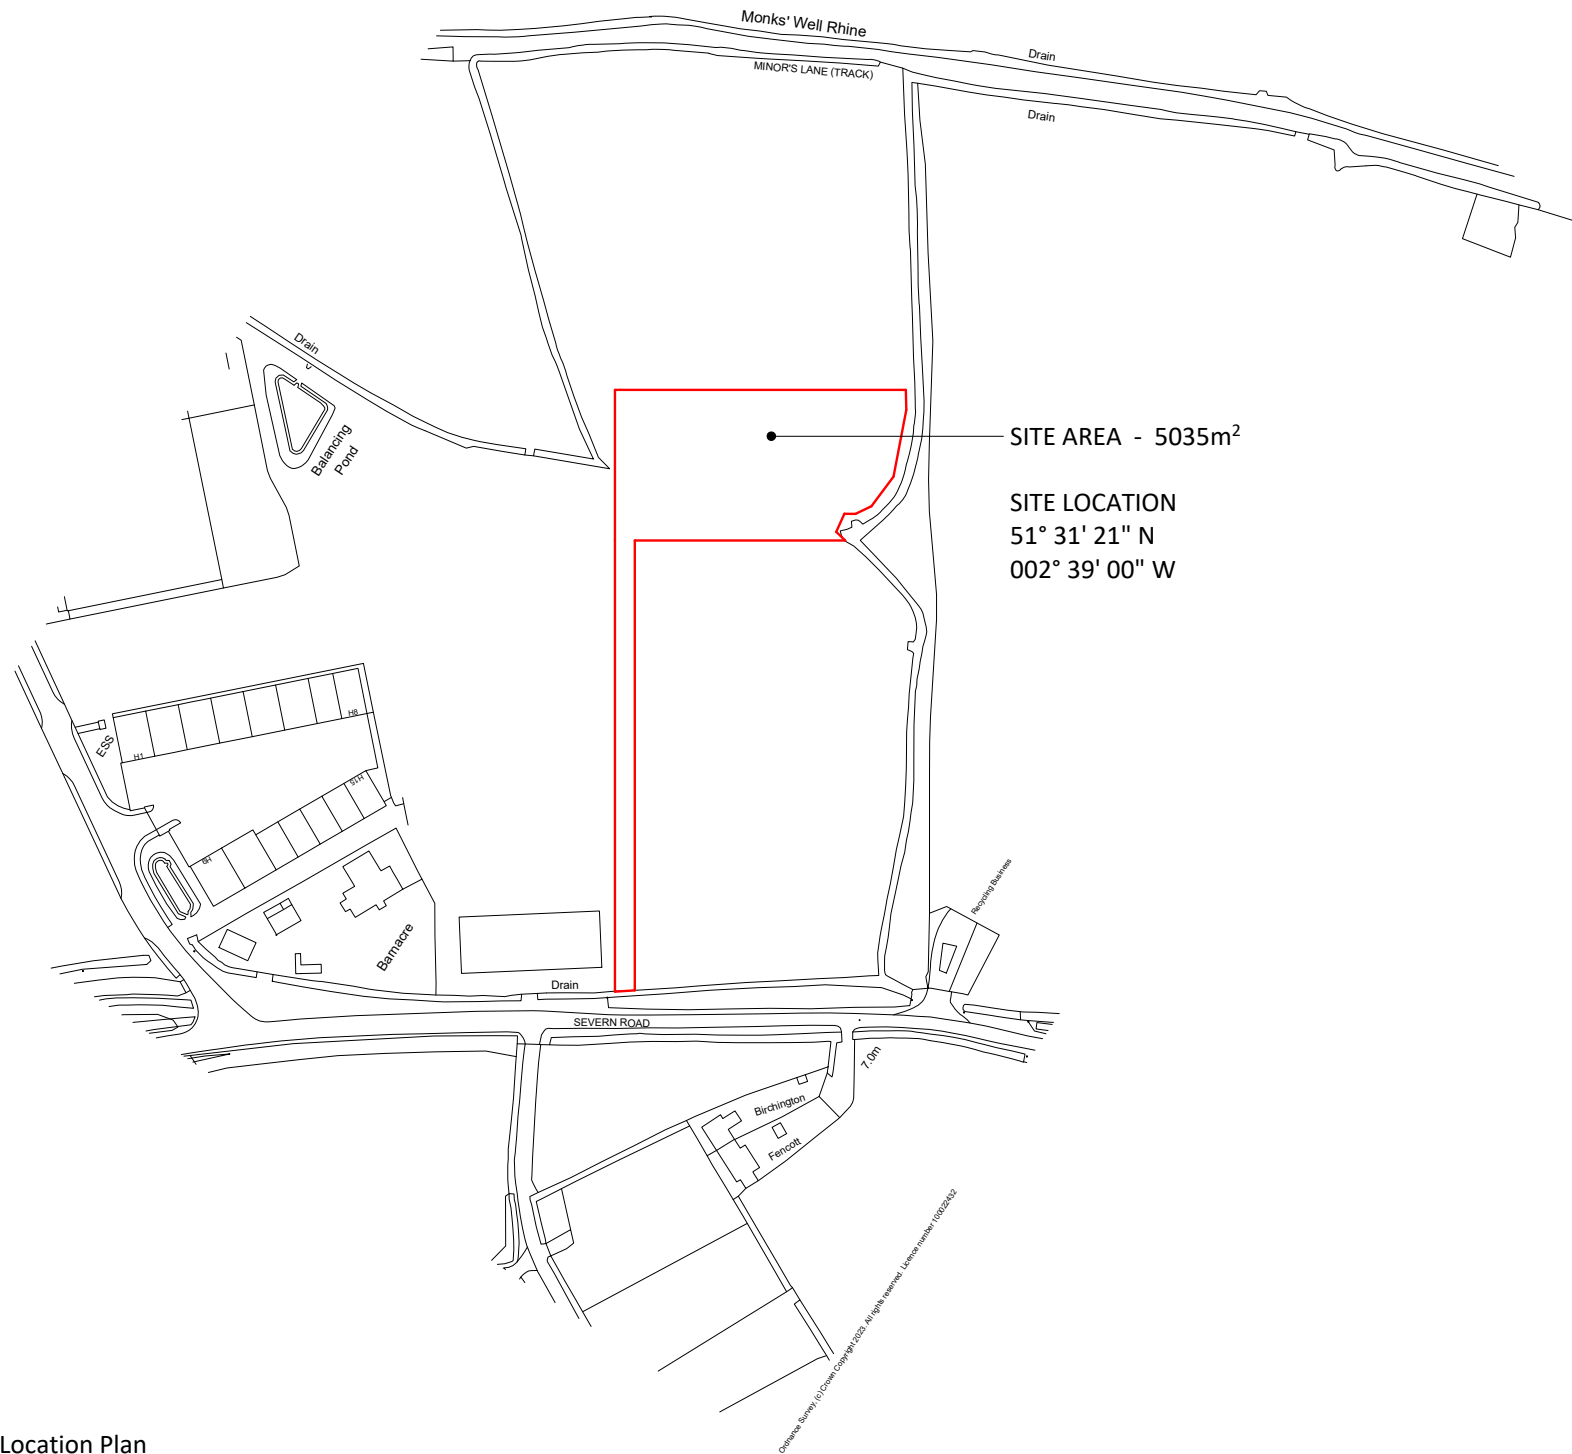 Monks' Well Rhine
Drain
MINOR'S LANE (TRACK)
Drain
Drain
Balancing
Pond
SITE AREA - 5035m²
SITE LOCATION
51° 31' 21" N
002° 39' 00" W
ESS
H1
H8
H15
H9
Barnacre
Recycling Business
Drain
SEVERN ROAD
7.0m
Birchington
Fencott
Ordnance Survey, (c) Crown Copyright 2023. All rights reserved. Licence number 100022432
Location Plan